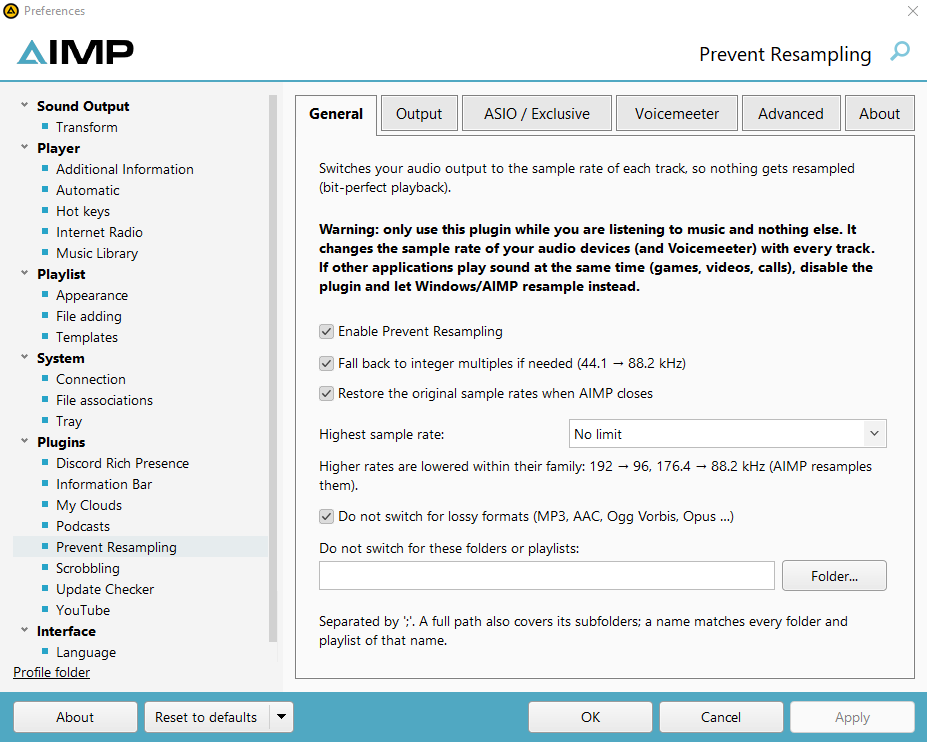 Preferences
AIMP
Prevent Resampling
Sound Output
Transform
Player
Additional Information
Automatic
Hot keys
Internet Radio
Music Library
Playlist
Appearance
File adding
Templates
System
Connection
File associations
Tray
Plugins
Discord Rich Presence
Information Bar
My Clouds
Podcasts
Prevent Resampling
Scrobbling
Update Checker
YouTube
Interface
Language
Profile folder
General
Output
ASIO / Exclusive
Voicemeeter
Advanced
About
Switches your audio output to the sample rate of each track, so nothing gets resampled
(bit-perfect playback).
Warning: only use this plugin while you are listening to music and nothing else. It
changes the sample rate of your audio devices (and Voicemeeter) with every track.
If other applications play sound at the same time (games, videos, calls), disable the
plugin and let Windows/AIMP resample instead.
Enable Prevent Resampling
Fall back to integer multiples if needed (44.1 → 88.2 kHz)
Restore the original sample rates when AIMP closes
Highest sample rate:
No limit
Higher rates are lowered within their family: 192 → 96, 176.4 → 88.2 kHz (AIMP resamples
them).
Do not switch for lossy formats (MP3, AAC, Ogg Vorbis, Opus ...)
Do not switch for these folders or playlists:
Folder...
Separated by ';'. A full path also covers its subfolders; a name matches every folder and
playlist of that name.
About
Reset to defaults
OK
Cancel
Apply